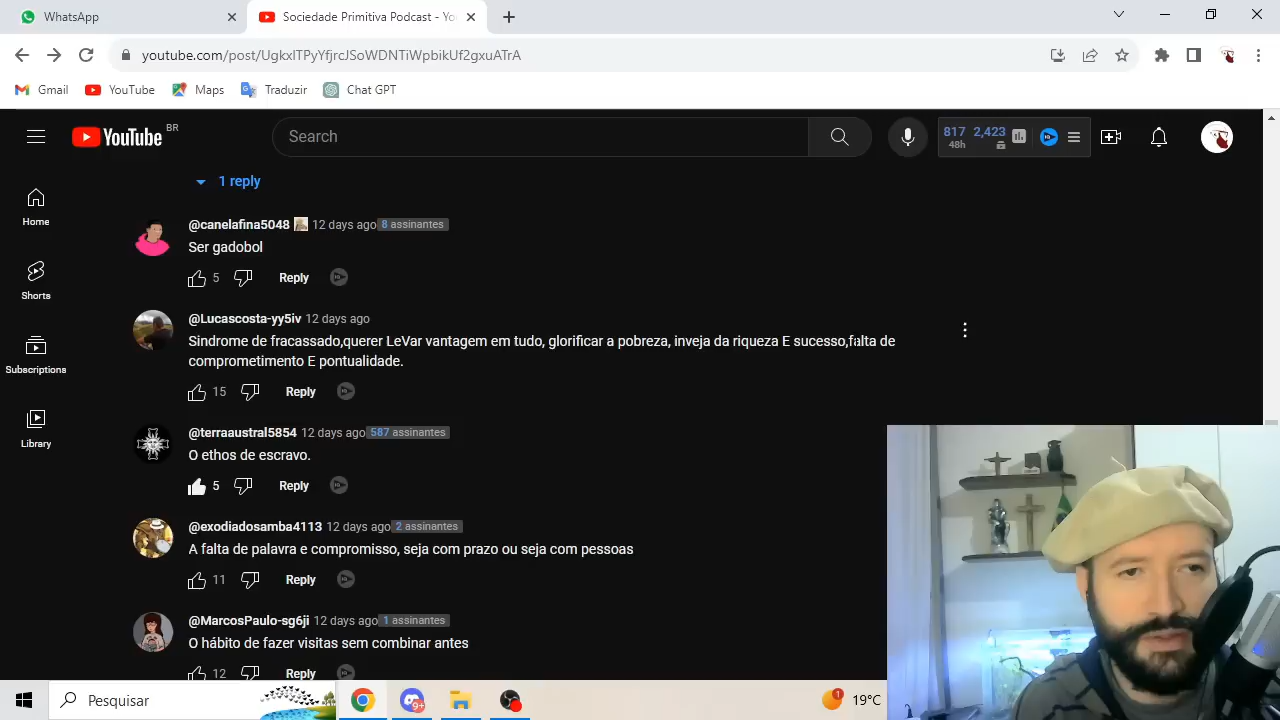 WhatsApp
Sociedade Primitiva Podcast - Yo
youtube.com/post/UgkxlTPyYfjrcJSoWDNTiWpbikUf2gxuATrA
Gmail YouTube Maps Traduzir Chat GPT
YouTube BR
Search
817 2,423
48h
Home
Shorts
Subscriptions
Library
1 reply
@canelafina5048 12 days ago 8 assinantes
Ser gadobol
5 Reply
@Lucascosta-yy5iv 12 days ago
Sindrome de fracassado,querer LeVar vantagem em tudo, glorificar a pobreza, inveja da riqueza E sucesso,falta de
comprometimento E pontualidade.
15 Reply
@terraaustral5854 12 days ago 587 assinantes
O ethos de escravo.
5 Reply
@exodiadosamba4113 12 days ago 2 assinantes
A falta de palavra e compromisso, seja com prazo ou seja com pessoas
11 Reply
@MarcosPaulo-sg6ji 12 days ago 1 assinantes
O hábito de fazer visitas sem combinar antes
12 Reply
Pesquisar
9+
1
19°C